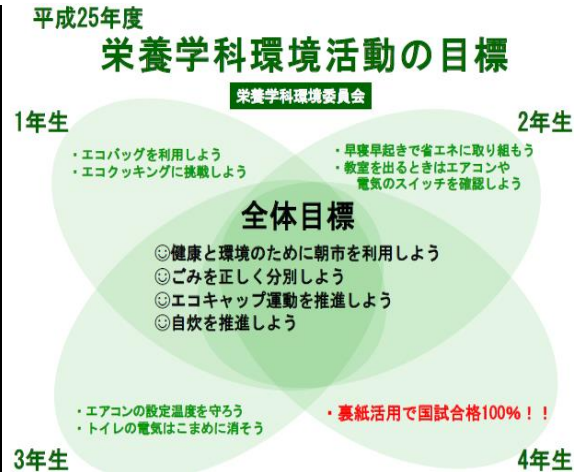 平成25年度
栄養学科環境活動の目標
栄養学科環境委員会
1年生
・エコバッグを利用しよう
・エコクッキングに挑戦しよう
2年生
・早寝早起きで省エネに取り組もう
・教室を出るときはエアコンや
電気のスイッチを確認しよう
全体目標
☺健康と環境のために朝市を利用しよう
☺ごみを正しく分別しよう
☺エコキャップ運動を推進しよう
☺自炊を推進しよう
・エアコンの設定温度を守ろう
・トイレの電気はこまめに消そう
3年生
・裏紙活用で国試合格100%！！
4年生